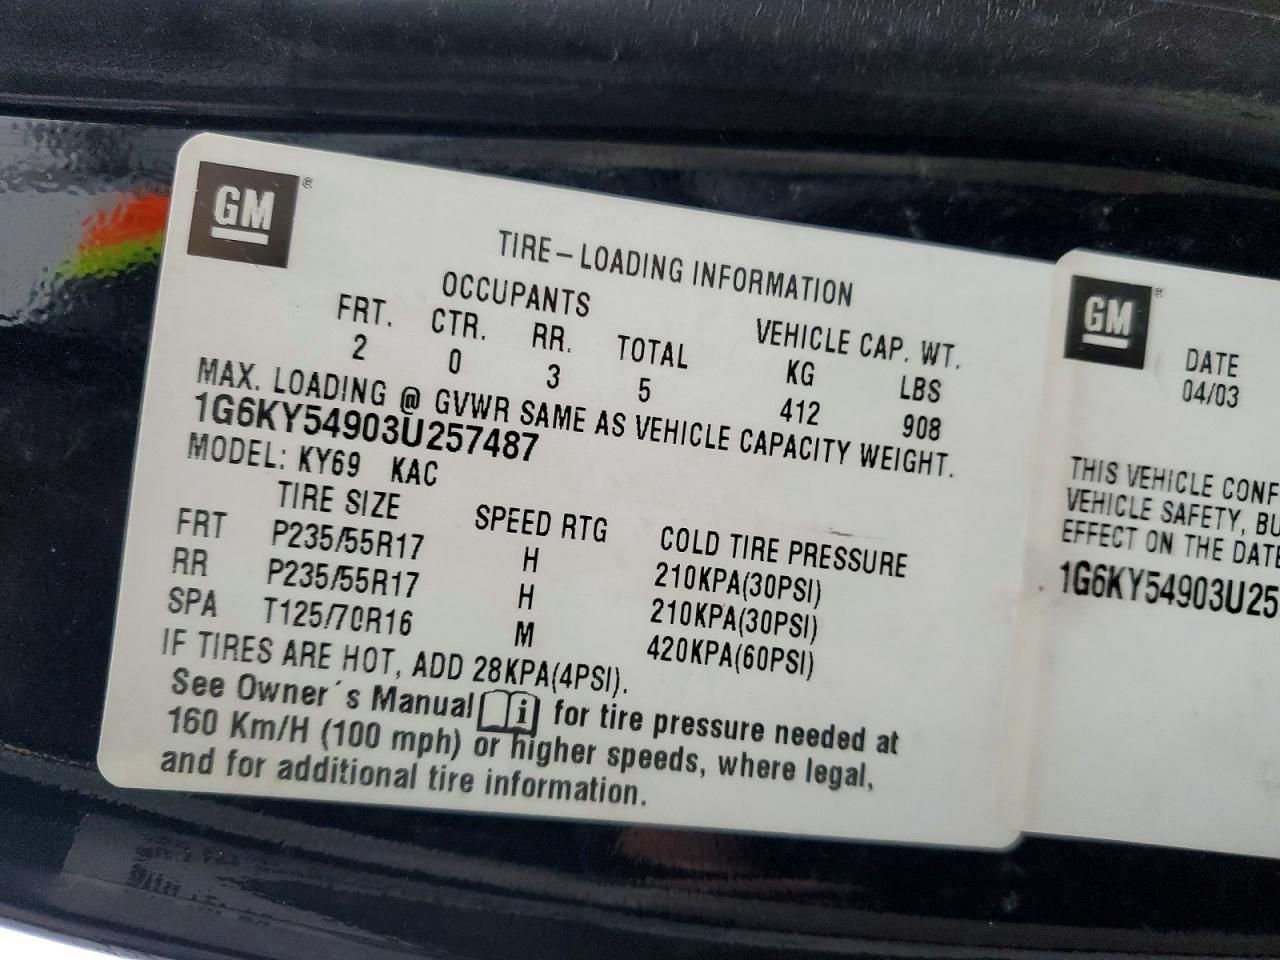 GM®
TIRE-LOADING INFORMATION
OCCUPANTS VEHICLE CAP. WT.
FRT. CTR. RR. TOTAL KG LBS
2 0 3 5 412 908
MAX. LOADING @ GVWR SAME AS VEHICLE CAPACITY WEIGHT.
1G6KY54903U257487
MODEL: KY69 KAC
TIRE SIZE SPEED RTG COLD TIRE PRESSURE
FRT P235/55R17 H 210KPA(30PSI)
RR P235/55R17 H 210KPA(30PSI)
SPA T125/70R16 M 420KPA(60PSI)
IF TIRES ARE HOT, ADD 28KPA(4PSI).
See Owner´s Manual i for tire pressure needed at
160 Km/H (100 mph) or higher speeds, where legal,
and for additional tire information.
GM®
DATE
04/03
THIS VEHICLE CONF
VEHICLE SAFETY, BU
EFFECT ON THE DATE
1G6KY54903U25